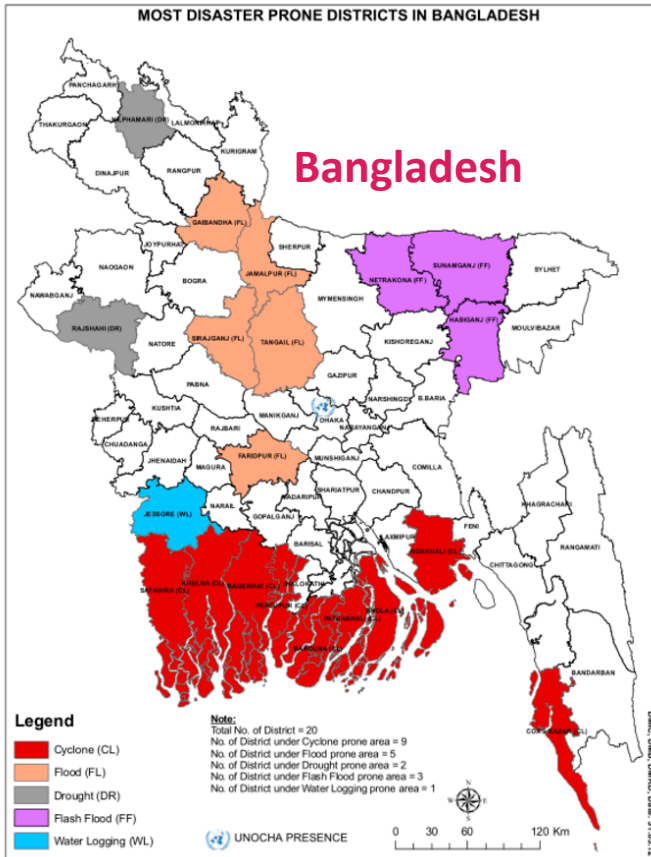 MOST DISASTER PRONE DISTRICTS IN BANGLADESH
Bangladesh
PANCHAGARH
THAKURGAON
LALMONIRHAT
KURIGRAM
DINAJPUR
RANGPUR
GAIBANDHA (FL)
JOYPURHAT
SHERPUR
NAOGAON
JAMALPUR (FL)
BOGRA
NETRAKONA (FF)
SUNAMGANJ (FF)
SYLHET
NAWABGANJ
MYMENSINGH
RAJSHAHI (DR)
HABIGANJ (FF)
MOULVIBAZAR
NATORE
SIRAJGANJ (FL)
TANGAIL (FL)
KISHOREGANJ
GAZIPUR
PABNA
NARSHINGDI
B.BARIA
KUSHTIA
MANIKGANJ
DHAKA
RAJBARI
CHUADANGA
JHENAIDAH
MAGURA
FARIDPUR (FL)
MUNSHIGANJ
COMILLA
JESSORE (WL)
NARAIL
MADARIPUR
SHARIATPUR
CHANDPUR
GOPALGANJ
KHAGRACHARI
BARISAL
LAXMIPUR
NOAKHALI (CL)
FENI
CHITTAGONG
RANGAMATI
SATKHIRA (CL)
KHULNA (CL)
BAGERHAT (CL)
PATUAKHALI (CL)
BHOLA (CL)
BARGUNA (CL)
BANDARBAN
COX'S BAZAR (CL)
Legend
Cyclone (CL)
Flood (FL)
Drought (DR)
Flash Flood (FF)
Water Logging (WL)
Note:
Total No. of District = 20
No. of District under Cyclone prone area = 9
No. of District under Flood prone area = 5
No. of District under Drought prone area = 2
No. of District under Flash Flood prone area = 3
No. of District under Water Logging prone area = 1
UNOCHA PRESENCE
N
W
E
S
0 30 60 120 Km